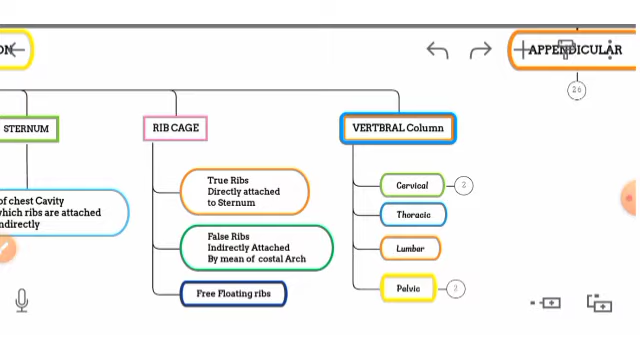 ON
APPENDICULAR
26
STERNUM
RIB CAGE
VERTBRAL Column
of chest Cavity
which ribs are attached
ndirectly
True Ribs
Directly attached
to Sternum
False Ribs
Indirectly Attached
By mean of costal Arch
Free Floating ribs
Cervical
2
Thoracic
Lumber
Pelvic
2